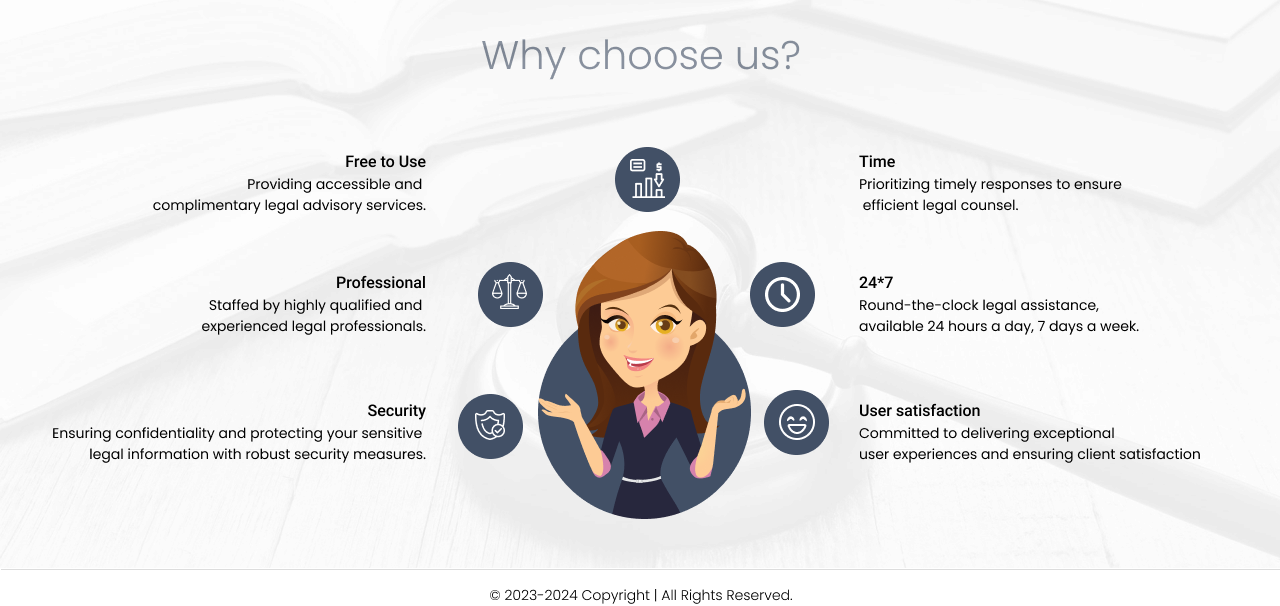 Why choose us?
Free to Use
Providing accessible and
complimentary legal advisory services.
Professional
Staffed by highly qualified and
experienced legal professionals.
Security
Ensuring confidentiality and protecting your sensitive
legal information with robust security measures.
$
Time
Prioritizing timely responses to ensure
efficient legal counsel.
24*7
Round-the-clock legal assistance,
available 24 hours a day, 7 days a week.
User satisfaction
Committed to delivering exceptional
user experiences and ensuring client satisfaction
© 2023-2024 Copyright | All Rights Reserved.